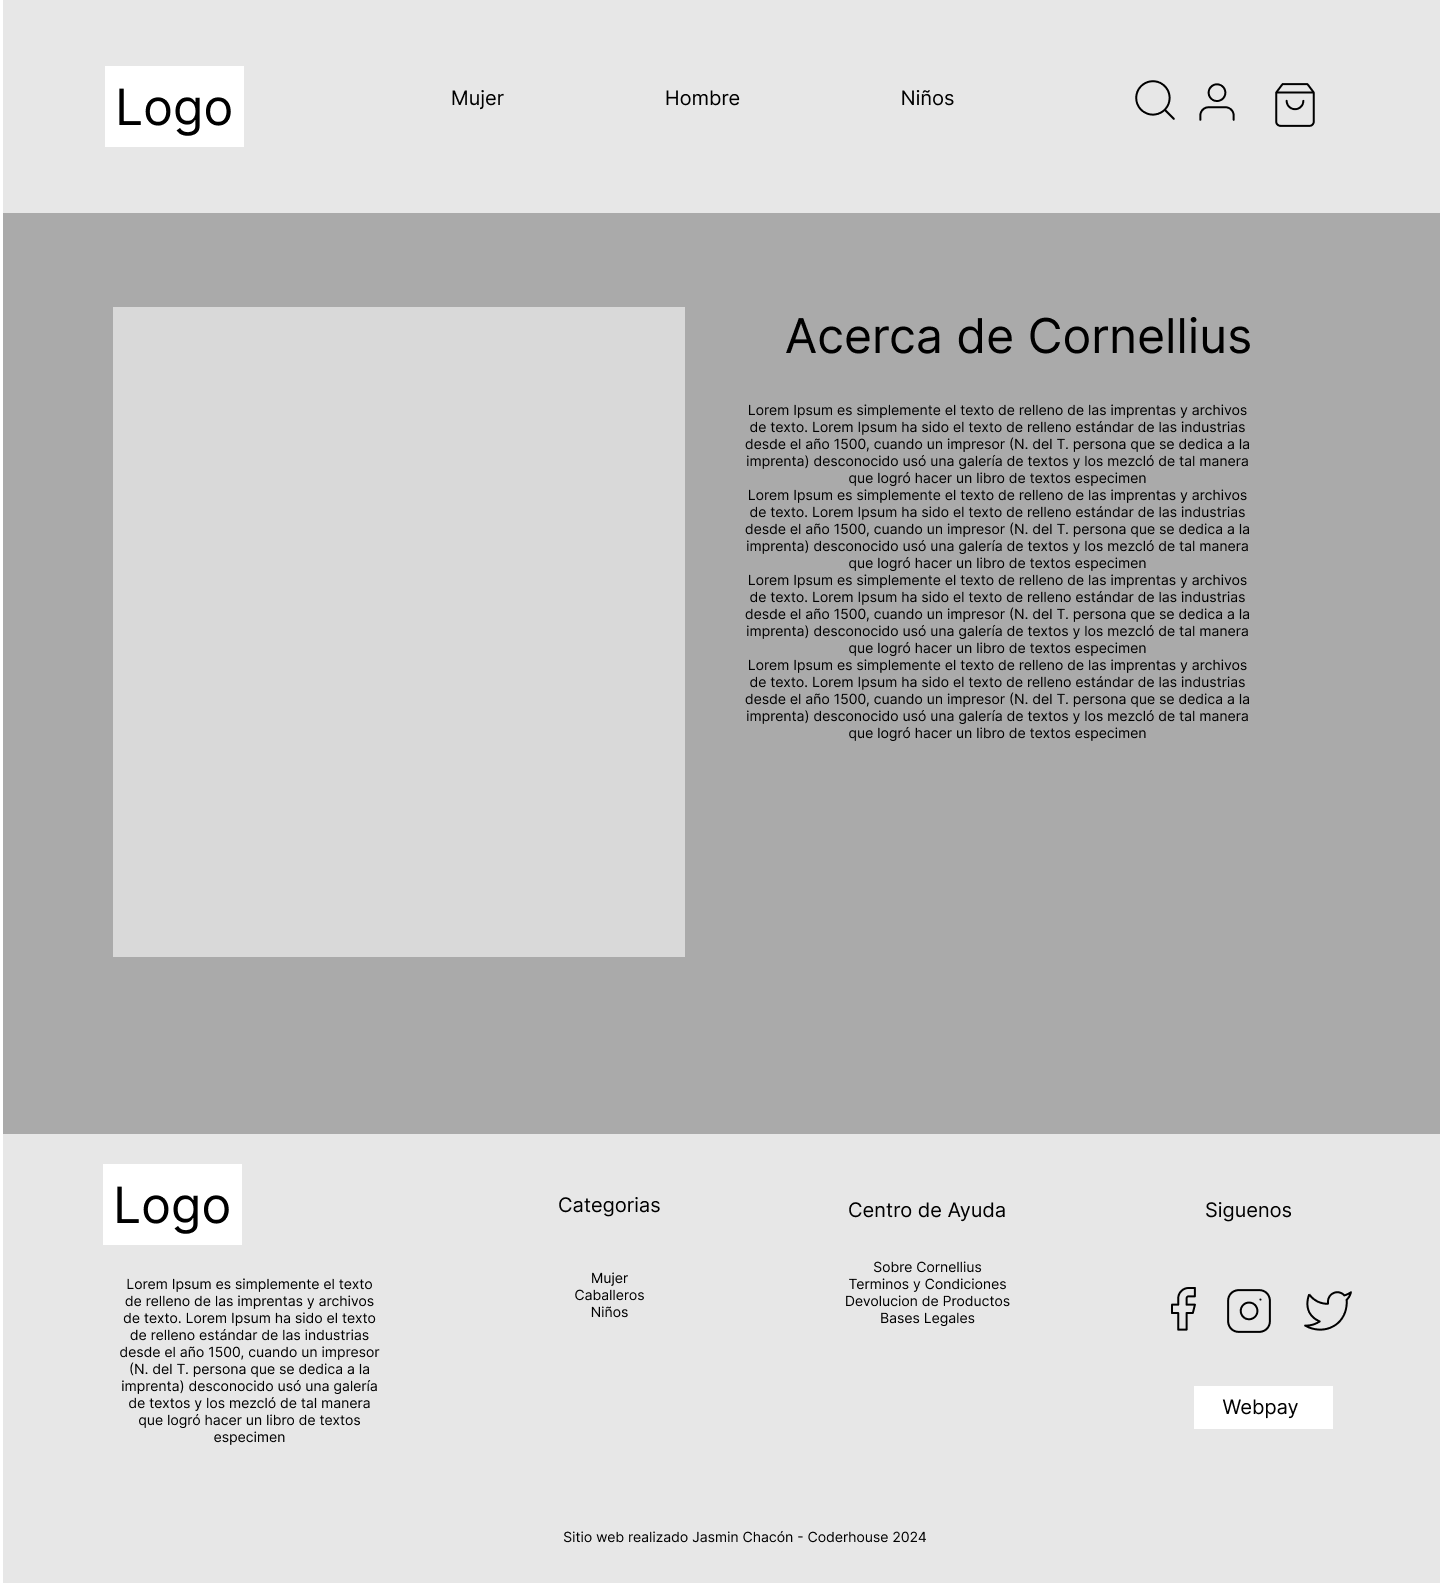 Logo
Mujer
Hombre
Niños
Acerca de Cornellius
Lorem Ipsum es simplemente el texto de relleno de las imprentas y archivos
de texto. Lorem Ipsum ha sido el texto de relleno estándar de las industrias
desde el año 1500, cuando un impresor (N. del T. persona que se dedica a la
imprenta) desconocido usó una galería de textos y los mezcló de tal manera
que logró hacer un libro de textos especimen
Lorem Ipsum es simplemente el texto de relleno de las imprentas y archivos
de texto. Lorem Ipsum ha sido el texto de relleno estándar de las industrias
desde el año 1500, cuando un impresor (N. del T. persona que se dedica a la
imprenta) desconocido usó una galería de textos y los mezcló de tal manera
que logró hacer un libro de textos especimen
Lorem Ipsum es simplemente el texto de relleno de las imprentas y archivos
de texto. Lorem Ipsum ha sido el texto de relleno estándar de las industrias
desde el año 1500, cuando un impresor (N. del T. persona que se dedica a la
imprenta) desconocido usó una galería de textos y los mezcló de tal manera
que logró hacer un libro de textos especimen
Lorem Ipsum es simplemente el texto de relleno de las imprentas y archivos
de texto. Lorem Ipsum ha sido el texto de relleno estándar de las industrias
desde el año 1500, cuando un impresor (N. del T. persona que se dedica a la
imprenta) desconocido usó una galería de textos y los mezcló de tal manera
que logró hacer un libro de textos especimen
Logo
Lorem Ipsum es simplemente el texto
de relleno de las imprentas y archivos
de texto. Lorem Ipsum ha sido el texto
de relleno estándar de las industrias
desde el año 1500, cuando un impresor
(N. del T. persona que se dedica a la
imprenta) desconocido usó una galería
de textos y los mezcló de tal manera
que logró hacer un libro de textos
especimen
Categorias
Mujer
Caballeros
Niños
Centro de Ayuda
Sobre Cornellius
Terminos y Condiciones
Devolucion de Productos
Bases Legales
Siguenos
Webpay
Sitio web realizado Jasmin Chacón - Coderhouse 2024